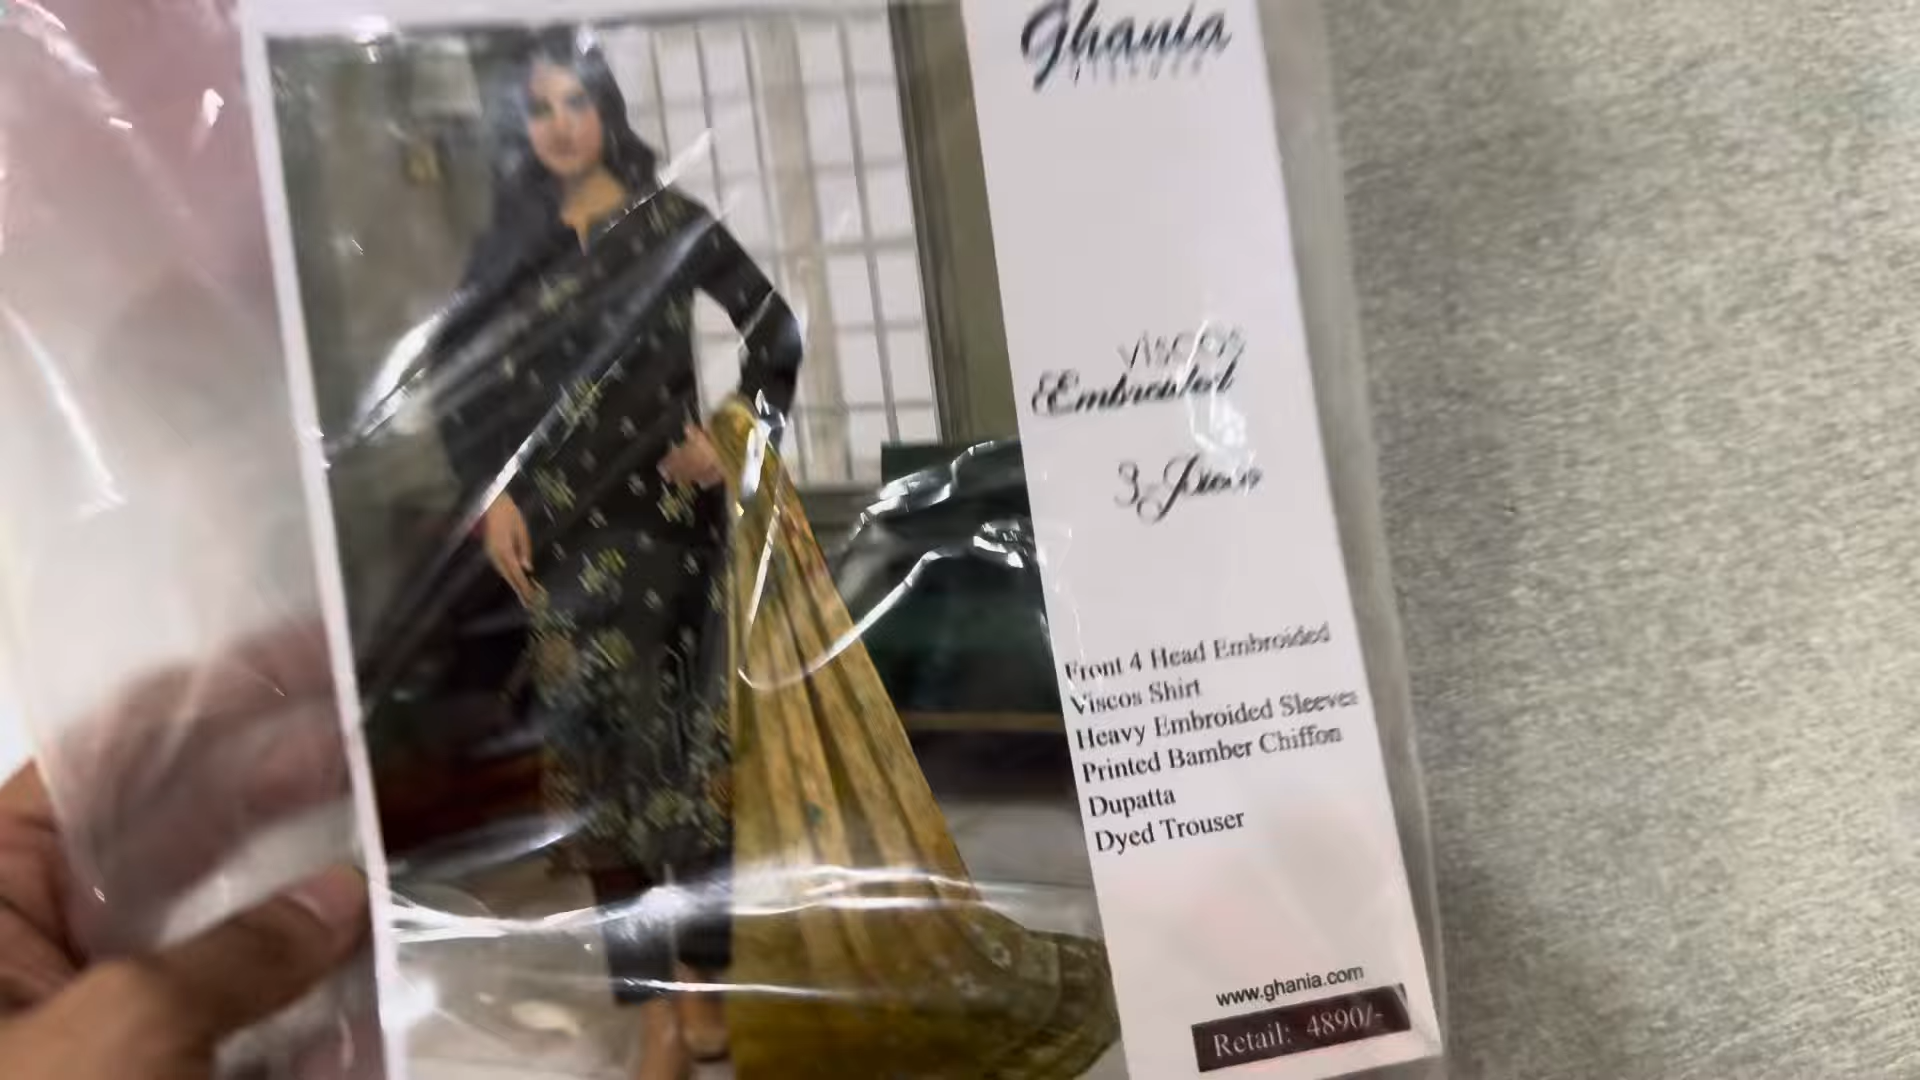 Ghania
VISCOS
Embroided
3-Piece
Front 4 Head Embroided
Viscos Shirt
Heavy Embroided Sleeves
Printed Bamber Chiffon
Dupatta
Dyed Trouser
www.ghania.com
Retail: 4890/-